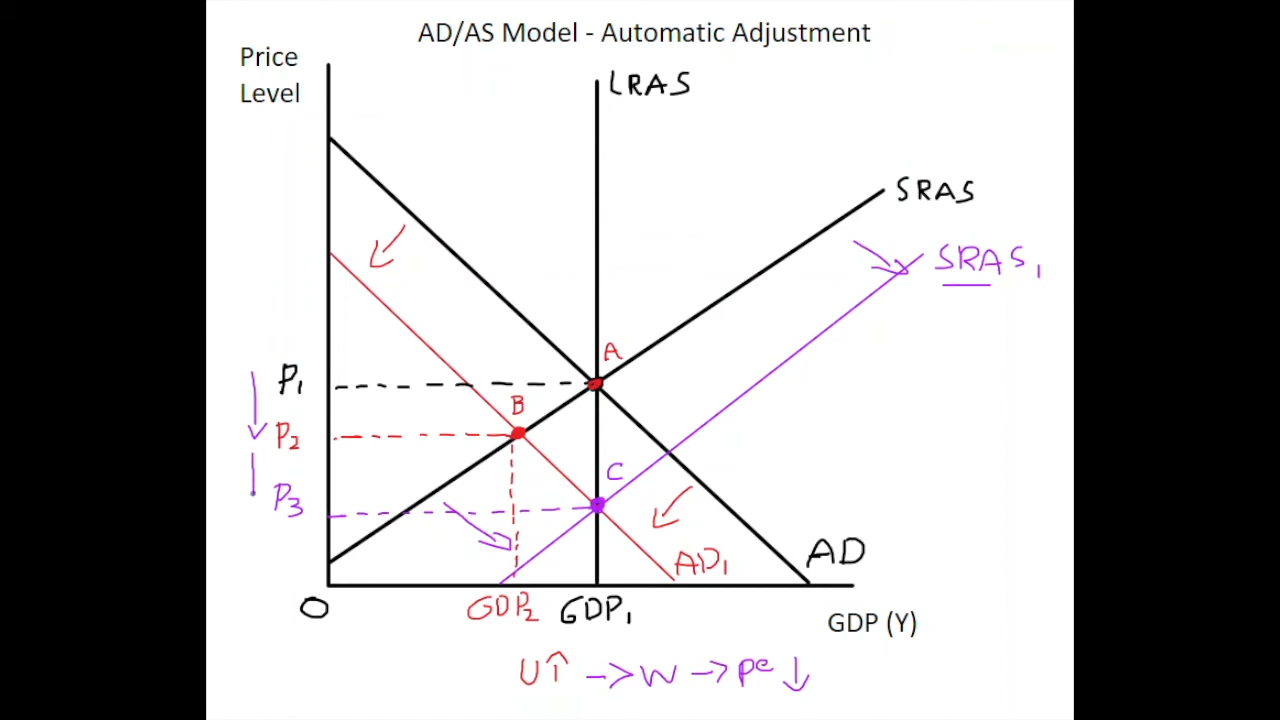 AD/AS Model - Automatic Adjustment
Price
Level
LRAS
SRAS
SRAS₁
A
P₁
B
P₂
C
P₃
AD₁
AD
O
GDP₂
GDP₁
GDP (Y)
U↑ -> W -> Pe ↓